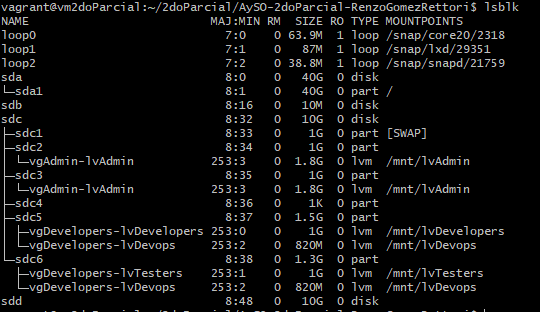 vagrant@vm2doParcial:~/2doParcial/AySO-2doParcial-RenzoGomezRettori$ lsblk
NAME                          MAJ:MIN RM  SIZE RO TYPE MOUNTPOINTS
loop0                           7:0    0 63.9M  1 loop /snap/core20/2318
loop1                           7:1    0   87M  1 loop /snap/lxd/29351
loop2                           7:2    0 38.8M  1 loop /snap/snapd/21759
sda                             8:0    0   40G  0 disk
└─sda1                          8:1    0   40G  0 part /
sdb                             8:16   0   10M  0 disk
sdc                             8:32   0   10G  0 disk
├─sdc1                          8:33   0    1G  0 part [SWAP]
├─sdc2                          8:34   0    1G  0 part
│ └─vgAdmin-lvAdmin           253:3    0  1.8G  0 lvm  /mnt/lvAdmin
├─sdc3                          8:35   0    1G  0 part
│ └─vgAdmin-lvAdmin           253:3    0  1.8G  0 lvm  /mnt/lvAdmin
├─sdc4                          8:36   0    1K  0 part
├─sdc5                          8:37   0  1.5G  0 part
│ ├─vgDevelopers-lvDevelopers 253:0    0    1G  0 lvm  /mnt/lvDevelopers
│ └─vgDevelopers-lvDevops     253:2    0  820M  0 lvm  /mnt/lvDevops
└─sdc6                          8:38   0  1.3G  0 part
  ├─vgDevelopers-lvTesters    253:1    0    1G  0 lvm  /mnt/lvTesters
  └─vgDevelopers-lvDevops     253:2    0  820M  0 lvm  /mnt/lvDevops
sdd                             8:48   0   10G  0 disk